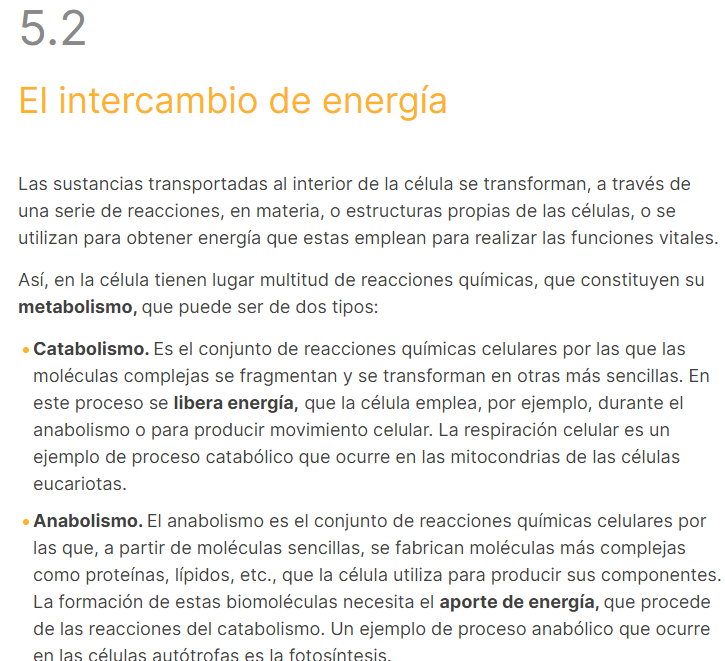 5.2
El intercambio de energía
Las sustancias transportadas al interior de la célula se transforman, a través de
una serie de reacciones, en materia, o estructuras propias de las células, o se
utilizan para obtener energía que estas emplean para realizar las funciones vitales.
Así, en la célula tienen lugar multitud de reacciones químicas, que constituyen su
metabolismo, que puede ser de dos tipos:
• Catabolismo. Es el conjunto de reacciones químicas celulares por las que las
moléculas complejas se fragmentan y se transforman en otras más sencillas. En
este proceso se libera energía, que la célula emplea, por ejemplo, durante el
anabolismo o para producir movimiento celular. La respiración celular es un
ejemplo de proceso catabólico que ocurre en las mitocondrias de las células
eucariotas.
• Anabolismo. El anabolismo es el conjunto de reacciones químicas celulares por
las que, a partir de moléculas sencillas, se fabrican moléculas más complejas
como proteínas, lípidos, etc., que la célula utiliza para producir sus componentes.
La formación de estas biomoléculas necesita el aporte de energía, que procede
de las reacciones del catabolismo. Un ejemplo de proceso anabólico que ocurre
en las células autótrofas es la fotosíntesis.